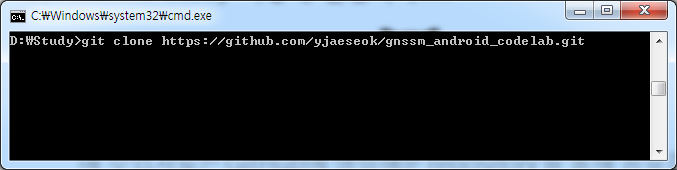 C:₩Windows₩system32₩cmd.exe
D:₩Study>git clone https://github.com/yjaeseok/gnssm_android_codelab.git